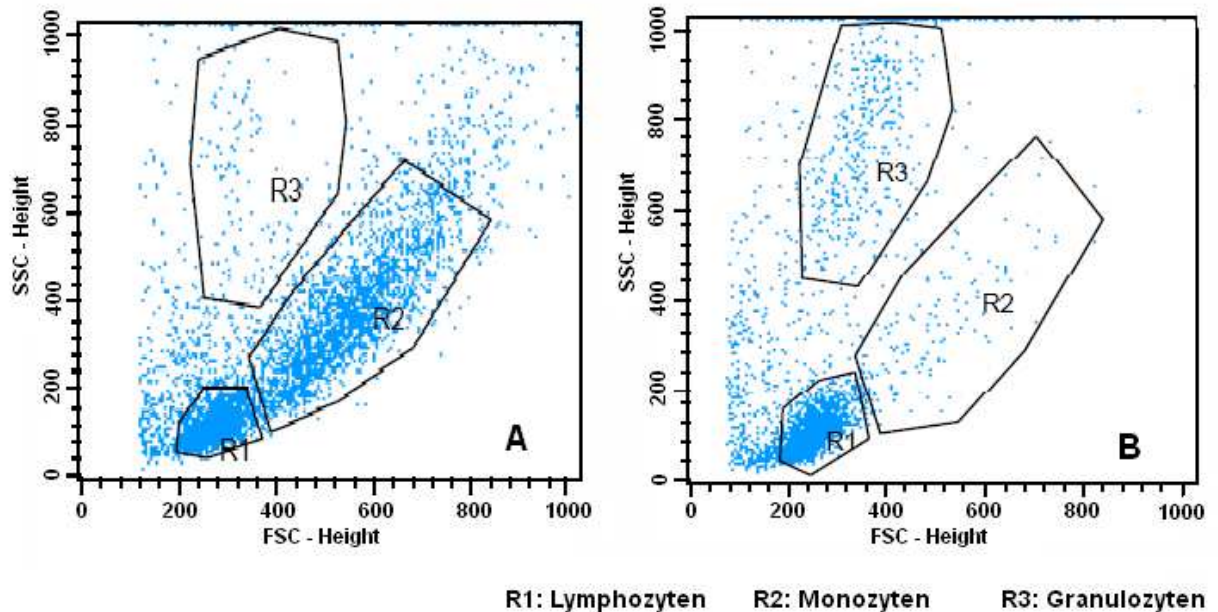 1000
800
600
400
200
0
SSC - Height
R3
R2
R1
A
0 200 400 600 800 1000
FSC - Height
1000
800
600
400
200
0
SSC - Height
R3
R2
R1
B
0 200 400 600 800 1000
FSC - Height
R1: Lymphozyten R2: Monozyten R3: Granulozyten